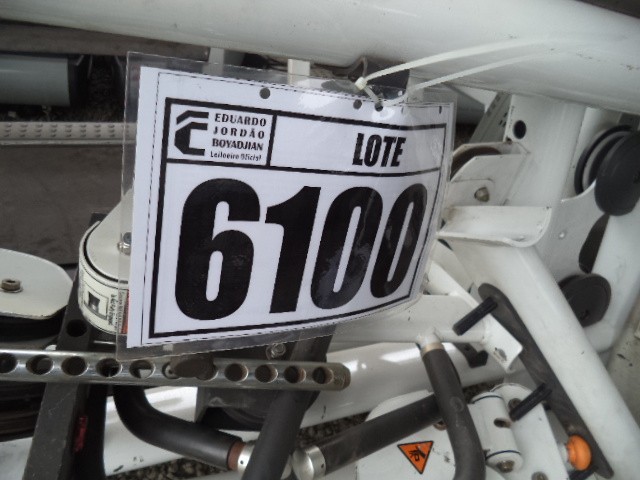 EDUARDO
JORDÃO
BOYADJIAN
Leiloeiro Oficial
LOTE
6100